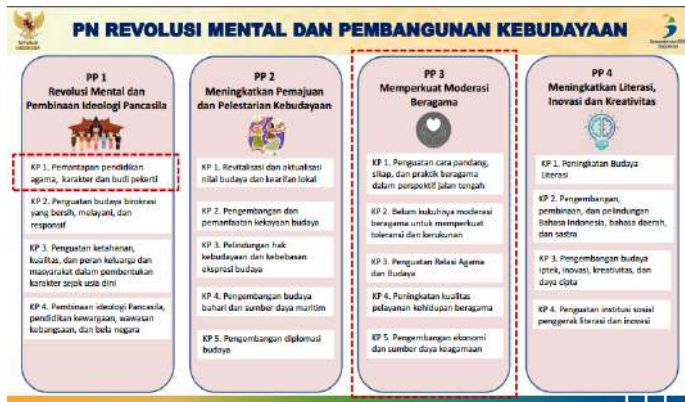 PN REVOLUSI MENTAL DAN PEMBANGUNAN KEBUDAYAAN
PP 1
Revolusi Mental dan
Pembinaan Ideologi Pancasila
KP 1. Pemantapan pendidikan
agama, karakter dan budi pekerti
KP 2. Penguatan budaya birokrasi
yang bersih, melayani, dan
responsif
KP 3. Penguatan ketahanan,
kualitas, dan peran keluarga dan
masyarakat dalam pembentukan
karakter sejak usia dini
KP 4. Pembinaan ideologi Pancasila,
pendidikan kewargaan, wawasan
kebangsaan, dan bela negara
PP 2
Meningkatkan Pemajuan
dan Pelestarian Kebudayaan
KP 1. Revitalisasi dan aktualisasi
nilai budaya dan kearifan lokal
KP 2. Pengembangan dan
pemanfaatan kekayaan budaya
KP 3. Pelindungan hak
kebudayaan dan kebebasan
ekspresi budaya
KP 4. Pengembangan budaya
bahari dan sumber daya maritim
KP 5. Pengembangan diplomasi
budaya
PP 3
Memperkuat Moderasi
Beragama
KP 1. Penguatan cara pandang,
sikap, dan praktik beragama
dalam perspektif jalan tengah
KP 2. Belum kukuhnya moderasi
beragama untuk memperkuat
toleransi dan kerukunan
KP 3. Penguatan Relasi Agama
dan Budaya
KP 4. Peningkatan kualitas
pelayanan kehidupan beragama
KP 5. Pengembangan ekonomi
dan sumber daya keagamaan
PP 4
Meningkatkan Literasi,
Inovasi dan Kreativitas
KP 1. Peningkatan Budaya
Literasi
KP 2. Pengembangan,
pembinaan, dan pelindungan
Bahasa Indonesia, bahasa daerah,
dan sastra
KP 3. Pengembangan budaya
iptek, inovasi, kreativitas, dan
daya cipta
KP 4. Penguatan institusi sosial
penggerak literasi dan inovasi